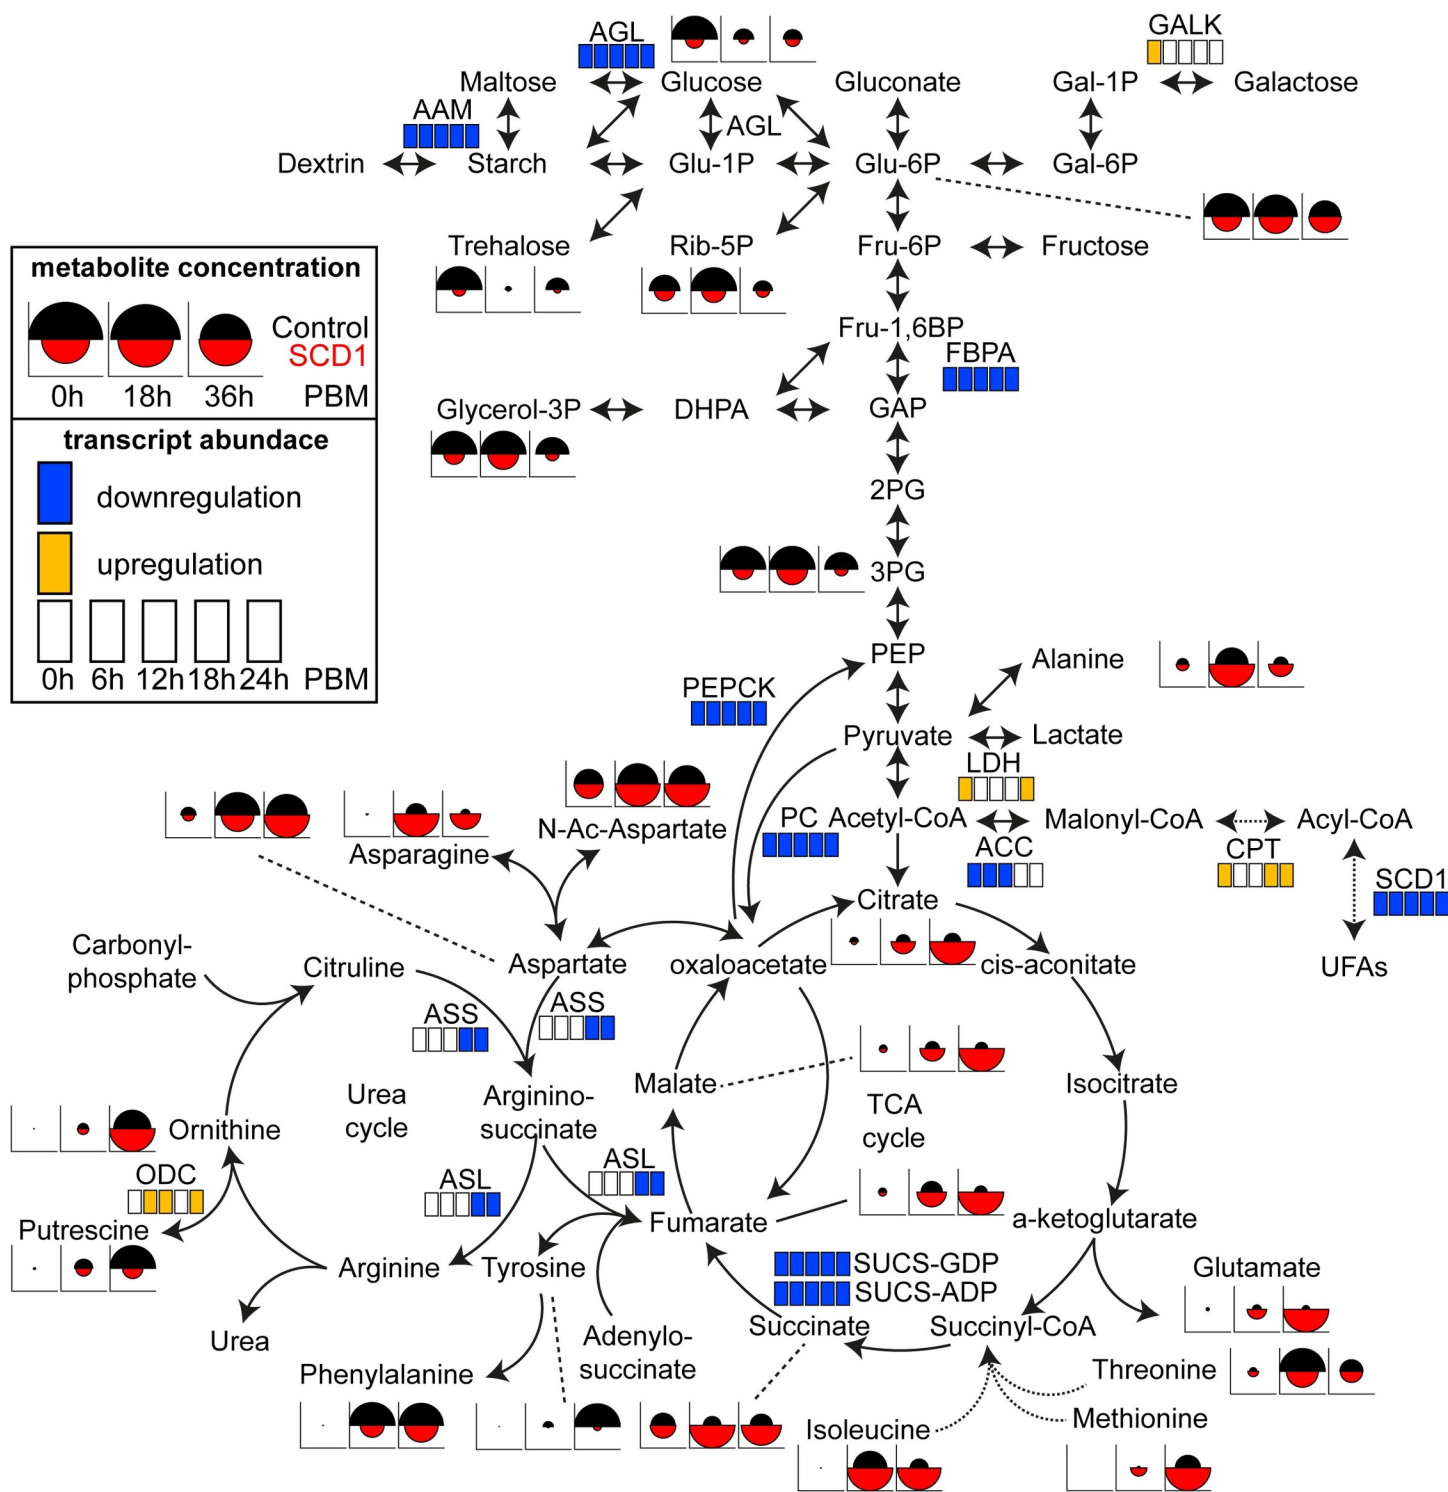 AGL
GALK
Maltose
Glucose
Gluconate
Gal-1P
Galactose
AAM
AGL
Dextrin
Starch
Glu-1P
Glu-6P
Gal-6P
Trehalose
Rib-5P
Fru-6P
Fructose
metabolite concentration
Control
SCD1
0h 18h 36h PBM
transcript abundace
downregulation
upregulation
0h 6h 12h 18h 24h PBM
Fru-1,6BP
FBPA
Glycerol-3P
DHPA
GAP
2PG
3PG
PEP
Alanine
PEPCK
Pyruvate
Lactate
LDH
N-Ac-Aspartate
PC
Acetyl-CoA
Malonyl-CoA
Acyl-CoA
Asparagine
ACC
CPT
SCD1
Citrate
Carbonyl-
phosphate
Citruline
Aspartate
oxaloacetate
cis-aconitate
UFAs
ASS
ASS
Malate
Isocitrate
Urea
cycle
Arginino-
succinate
TCA
cycle
Ornithine
ODC
ASL
ASL
Putrescine
Fumarate
a-ketoglutarate
Arginine
Tyrosine
SUCS-GDP
SUCS-ADP
Glutamate
Urea
Adenylo-
succinate
Succinate
Succinyl-CoA
Phenylalanine
Threonine
Isoleucine
Methionine